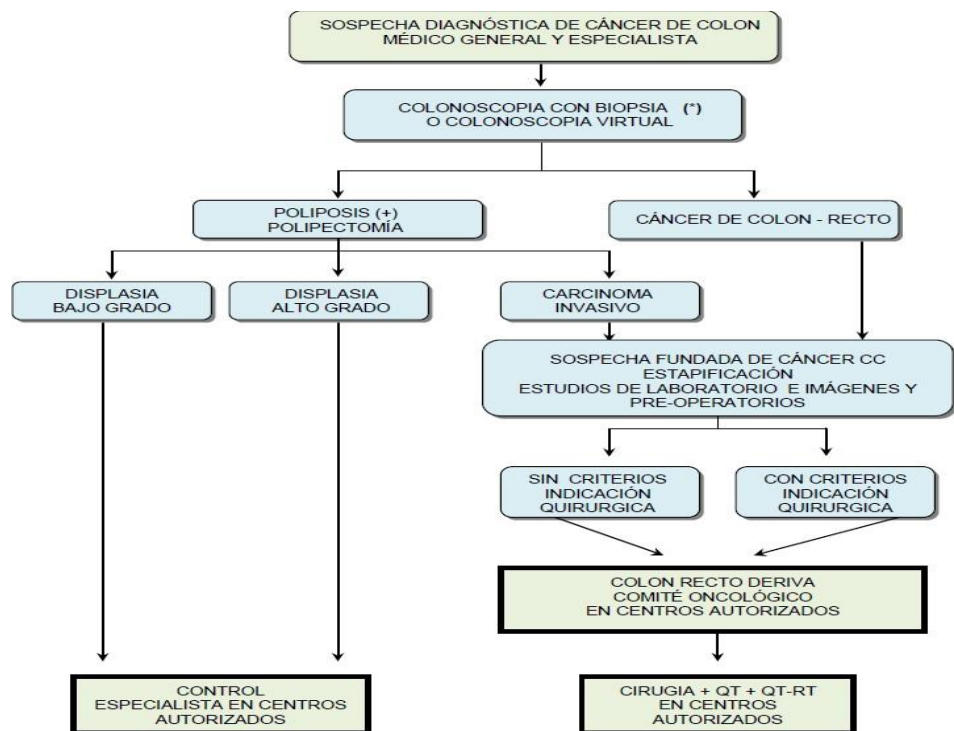 SOSPECHA DIAGNÓSTICA DE CÁNCER DE COLON
MÉDICO GENERAL Y ESPECIALISTA
COLONOSCOPIA CON BIOPSIA (*)
O COLONOSCOPIA VIRTUAL
POLIPOSIS (+)
POLIPECTOMÍA
CÁNCER DE COLON - RECTO
DISPLASIA
BAJO GRADO
DISPLASIA
ALTO GRADO
CARCINOMA
INVASIVO
SOSPECHA FUNDADA DE CÁNCER CC
ESTAPIFICACIÓN
ESTUDIOS DE LABORATORIO E IMÁGENES Y
PRE-OPERATORIOS
SIN CRITERIOS
INDICACIÓN
QUIRURGICA
CON CRITERIOS
INDICACIÓN
QUIRURGICA
COLON RECTO DERIVA
COMITÉ ONCOLÓGICO
EN CENTROS AUTORIZADOS
CONTROL
ESPECIALISTA EN CENTROS
AUTORIZADOS
CIRUGIA + QT + QT-RT
EN CENTROS
AUTORIZADOS